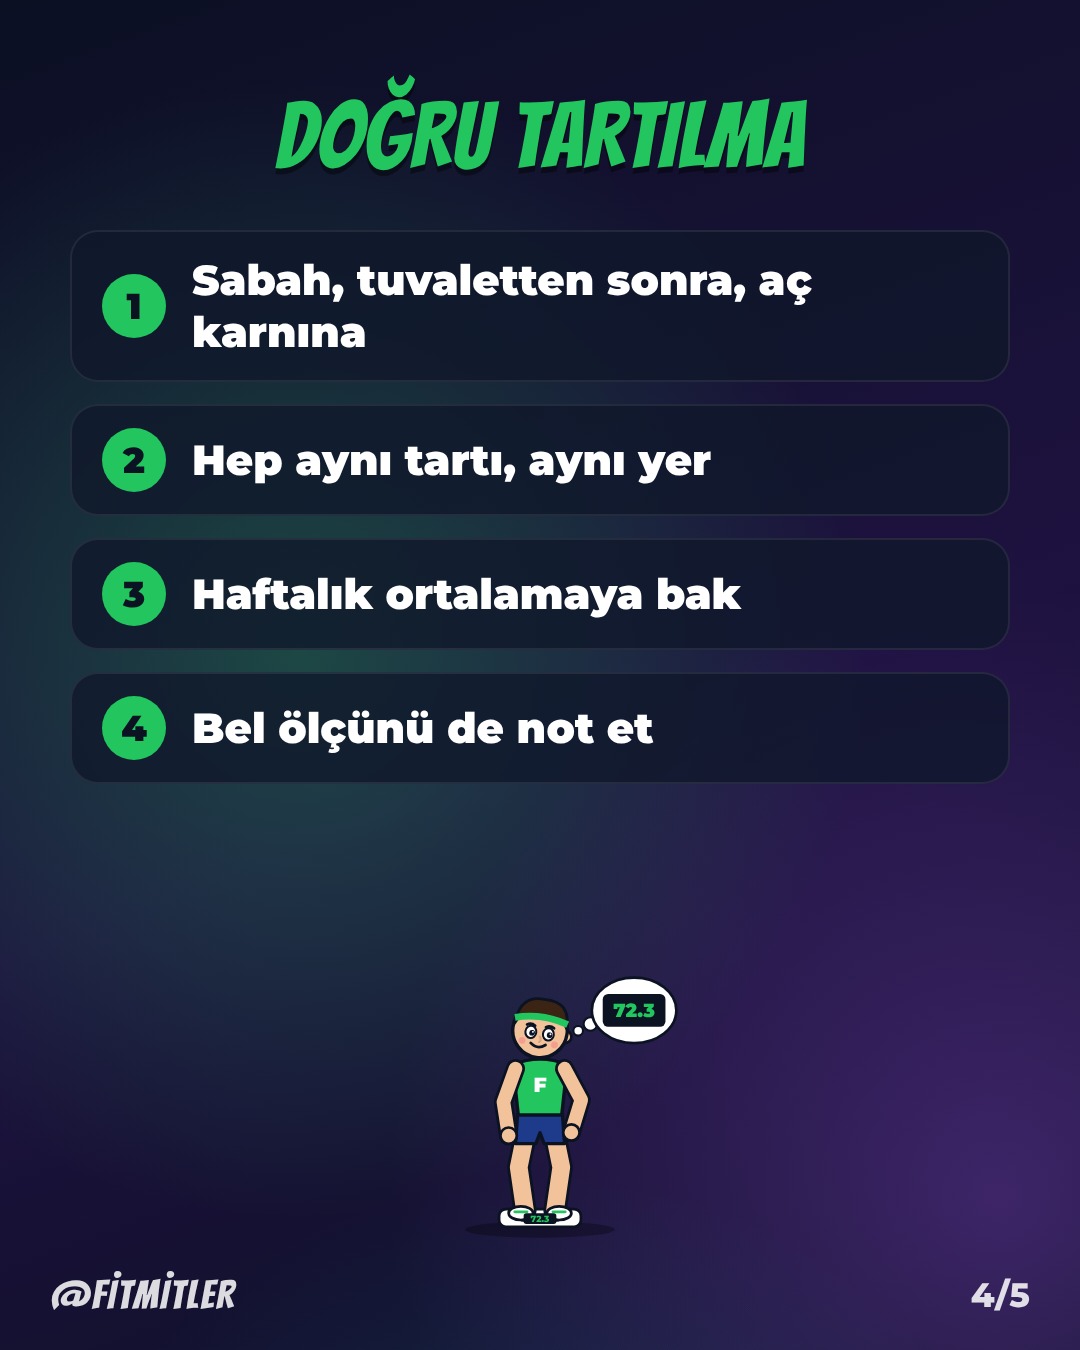 DOĞRU TARTILMA
1
Sabah, tuvaletten sonra, aç
karnına
2
Hep aynı tartı, aynı yer
3
Haftalık ortalamaya bak
4
Bel ölçünü de not et
72.3
F
72.3
@FİTMİTLER
4/5